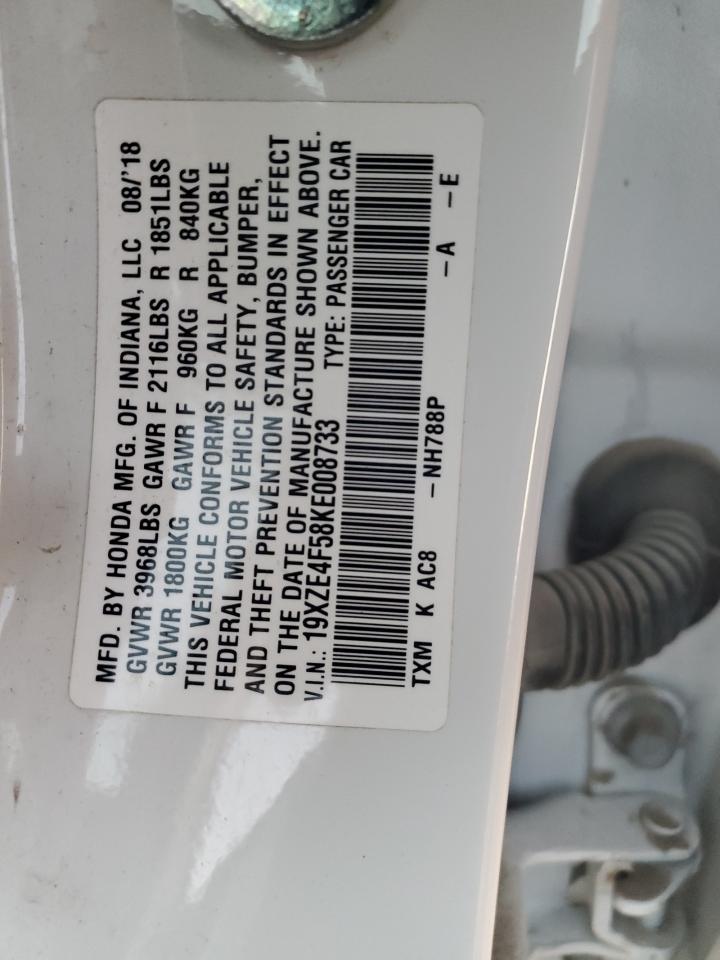 MFD. BY HONDA MFG. OF INDIANA, LLC 08/'18
GVWR 3968LBS GAWR F 2116LBS R 1851LBS
GVWR 1800KG GAWR F 960KG R 840KG
THIS VEHICLE CONFORMS TO ALL APPLICABLE
FEDERAL MOTOR VEHICLE SAFETY, BUMPER,
AND THEFT PREVENTION STANDARDS IN EFFECT
ON THE DATE OF MANUFACTURE SHOWN ABOVE.
V.I.N.: 19XZE4F58KE008733 TYPE: PASSENGER CAR
TXM K AC8 – NH788P – A – E